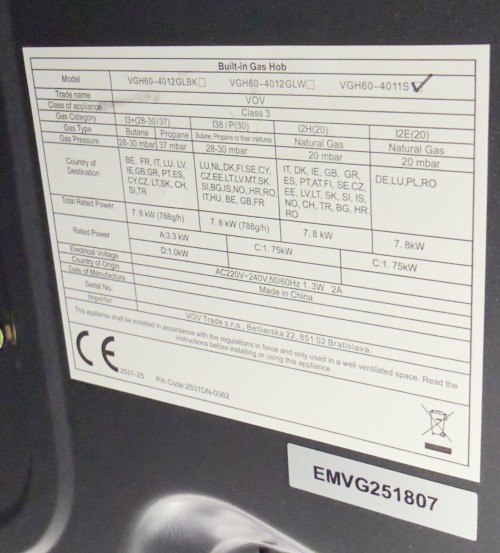 Built-in Gas Hob
Model VGH60-4012GLBK☐ VGH60-4012GLW☐ VGH60-4011S☑
Trade name VOV
Class of appliance Class 3
Gas Category I3+(28-30/37) I38/P(30) I2H(20) I2E(20)
Gas Type Butane Propane Butane, Propane or their mixtures Natural Gas Natural Gas
Gas Pressure 28-30 mbar 37 mbar 28-30 mbar 20 mbar 20 mbar
Country of Destination
BE, FR, IT, LU, LV,
IE,GB,GR, PT,ES,
CY,CZ, LT,SK, CH,
SI,TR
LU,NL,DK,FI,SE,CY,
CZ,EE,LT,LV,MT,SK,
SI,BG,IS,NO,HR,RO,
IT,HU, BE, GB,FR
IT, DK, IE, GB, GR,
ES, PT,AT,FI, SE,CZ,
EE, LV,LT, SK, SI, IS,
NO, CH, TR, BG, HR,
RO
DE,LU,PL,RO
Total Rated Power 7. 8 kW (788g/h) 7. 8 kW (788g/h) 7. 8 kW 7. 8kW
Rated Power A:3.3 kW C:1. 75kW C:1. 75kW
D:1.0kW
Electrical Voltage AC220V~240V,50/60Hz 1. 3W 2A
Country of Origin Made in China
Date of Manufacture
Serial No.
Importer VOV Trade s.r.o., Betliarska 22, 851 02 Bratislava.
This appliance shall be installed in accordance with the regulations in force and only used in a well ventilated space. Read the
instructions before installing or using this appliance.
CE 2531-25 Pin Code:2531DN-0062
EMVG251807